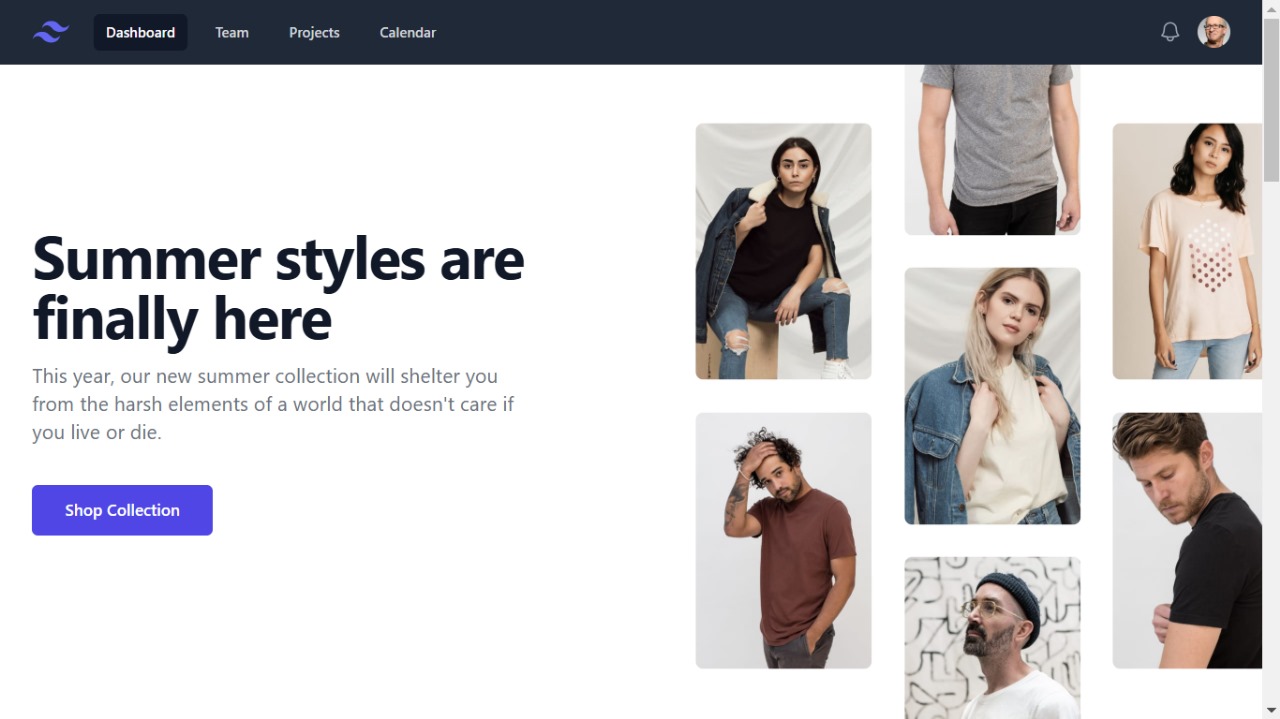 Dashboard
Team
Projects
Calendar
Summer styles are
finally here
This year, our new summer collection will shelter you
from the harsh elements of a world that doesn't care if
you live or die.
Shop Collection